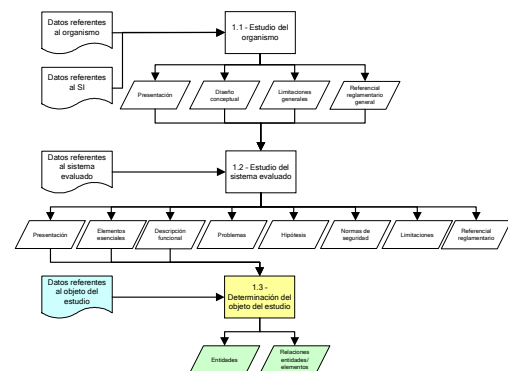 Datos referentes
al organismo
1.1 - Estudio del
organismo
Datos referentes
al SI
Presentación
Diseño
conceptual
Limitaciones
generales
Referencial
reglamentario
general
Datos referentes
al sistema
evaluado
1.2 - Estudio del
sistema evaluado
Presentación
Elementos
esenciales
Descripción
funcional
Problemas
Hipótesis
Normas de
seguridad
Limitaciones
Referencial
reglamentario
Datos referentes
al objeto del
estudio
1.3 -
Determinación del
objeto del estudio
Entidades
Relaciones
entidades/
elementos